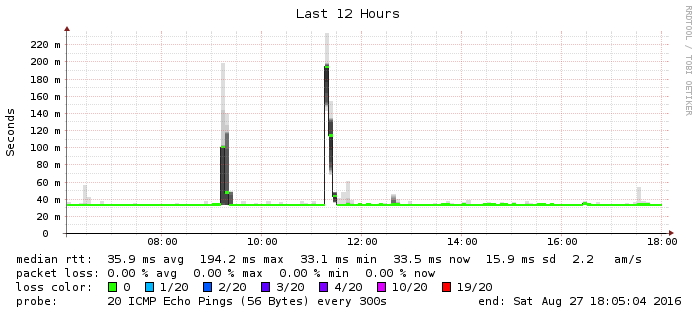 Last 12 Hours
RRDTOOL / TOBI OETIKER
Seconds
220 m
200 m
180 m
160 m
140 m
120 m
100 m
80 m
60 m
40 m
20 m
0
08:00 10:00 12:00 14:00 16:00 18:00
median rtt: 35.9 ms avg 194.2 ms max 33.1 ms min 33.5 ms now 15.9 ms sd 2.2 am/s
packet loss: 0.00 % avg 0.00 % max 0.00 % min 0.00 % now
loss color: 0 1/20 2/20 3/20 4/20 10/20 19/20
probe: 20 ICMP Echo Pings (56 Bytes) every 300s end: Sat Aug 27 18:05:04 2016